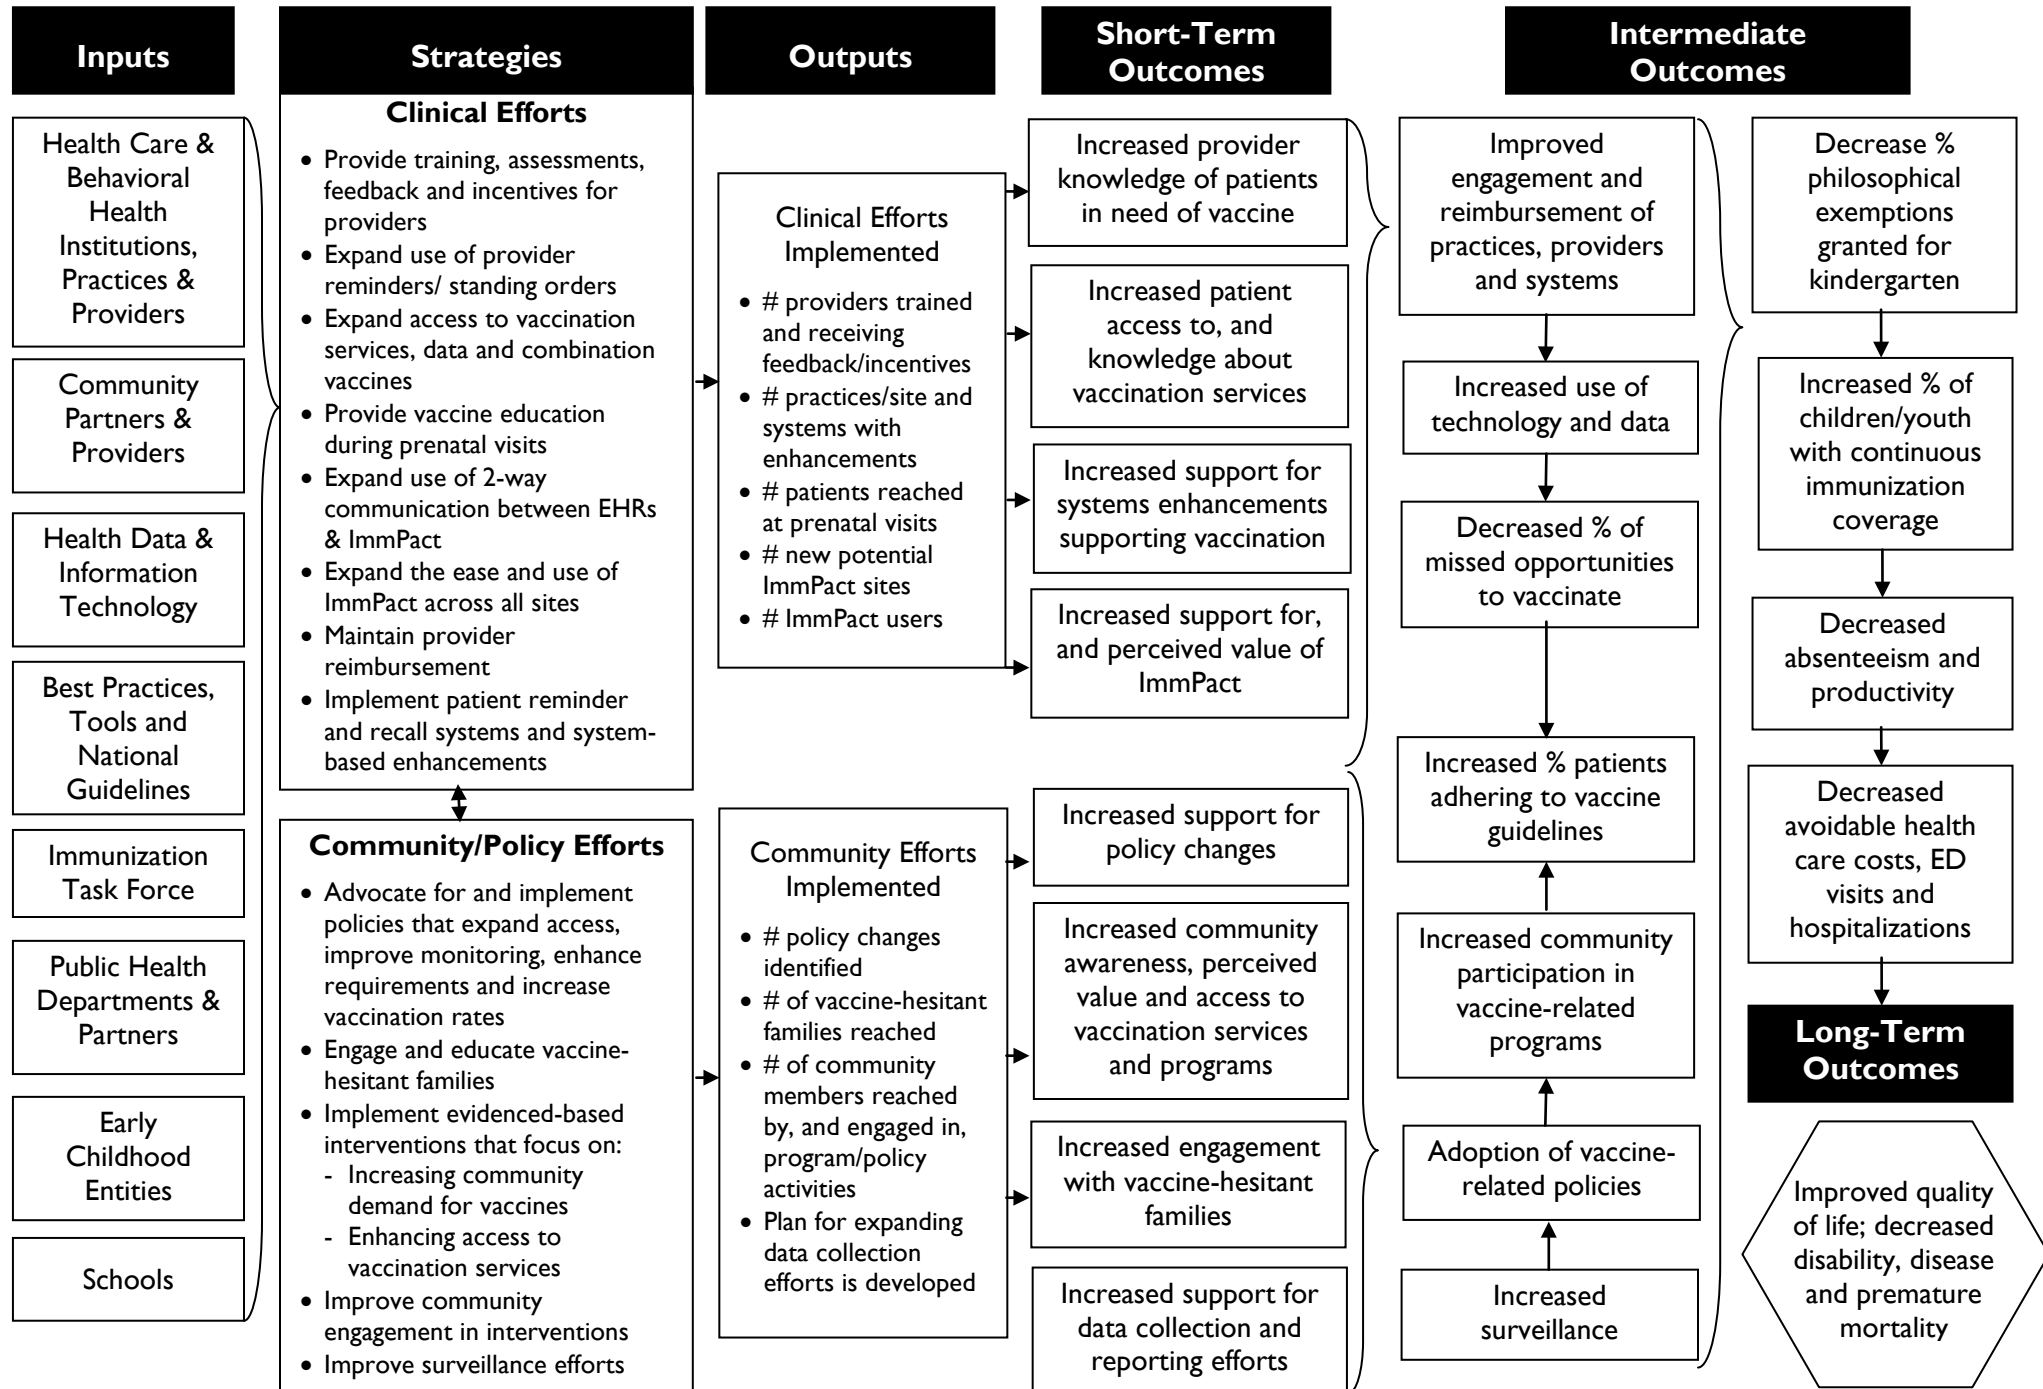 Inputs
Health Care &
Behavioral
Health
Institutions,
Practices &
Providers
Community
Partners &
Providers
Health Data &
Information
Technology
Best Practices,
Tools and
National
Guidelines
Immunization
Task Force
Public Health
Departments &
Partners
Early
Childhood
Entities
Schools
Strategies
Clinical Efforts
• Provide training, assessments,
feedback and incentives for
providers
• Expand use of provider
reminders/ standing orders
• Expand access to vaccination
services, data and combination
vaccines
• Provide vaccine education
during prenatal visits
• Expand use of 2-way
communication between EHRs
& ImmPact
• Expand the ease and use of
ImmPact across all sites
• Maintain provider
reimbursement
• Implement patient reminder
and recall systems and system-
based enhancements
Community/Policy Efforts
• Advocate for and implement
policies that expand access,
improve monitoring, enhance
requirements and increase
vaccination rates
• Engage and educate vaccine-
hesitant families
• Implement evidenced-based
interventions that focus on:
- Increasing community
demand for vaccines
- Enhancing access to
vaccination services
• Improve community
engagement in interventions
• Improve surveillance efforts
Outputs
Clinical Efforts
Implemented
• # providers trained
and receiving
feedback/incentives
• # practices/site and
systems with
enhancements
• # patients reached
at prenatal visits
• # new potential
ImmPact sites
• # ImmPact users
Community Efforts
Implemented
• # policy changes
identified
• # of vaccine-hesitant
families reached
• # of community
members reached
by, and engaged in,
program/policy
activities
• Plan for expanding
data collection
efforts is developed
Short-Term
Outcomes
Increased provider
knowledge of patients
in need of vaccine
Increased patient
access to, and
knowledge about
vaccination services
Increased support for
systems enhancements
supporting vaccination
Increased support for,
and perceived value of
ImmPact
Increased support for
policy changes
Increased community
awareness, perceived
value and access to
vaccination services
and programs
Increased engagement
with vaccine-hesitant
families
Increased support for
data collection and
reporting efforts
Intermediate
Outcomes
Improved
engagement and
reimbursement of
practices, providers
and systems
Increased use of
technology and data
Decreased % of
missed opportunities
to vaccinate
Increased % patients
adhering to vaccine
guidelines
Increased community
participation in
vaccine-related
programs
Adoption of vaccine-
related policies
Increased
surveillance
Decrease %
philosophical
exemptions
granted for
kindergarten
Increased % of
children/youth
with continuous
immunization
coverage
Decreased
absenteeism and
productivity
Decreased
avoidable health
care costs, ED
visits and
hospitalizations
Long-Term
Outcomes
Improved quality
of life; decreased
disability, disease
and premature
mortality